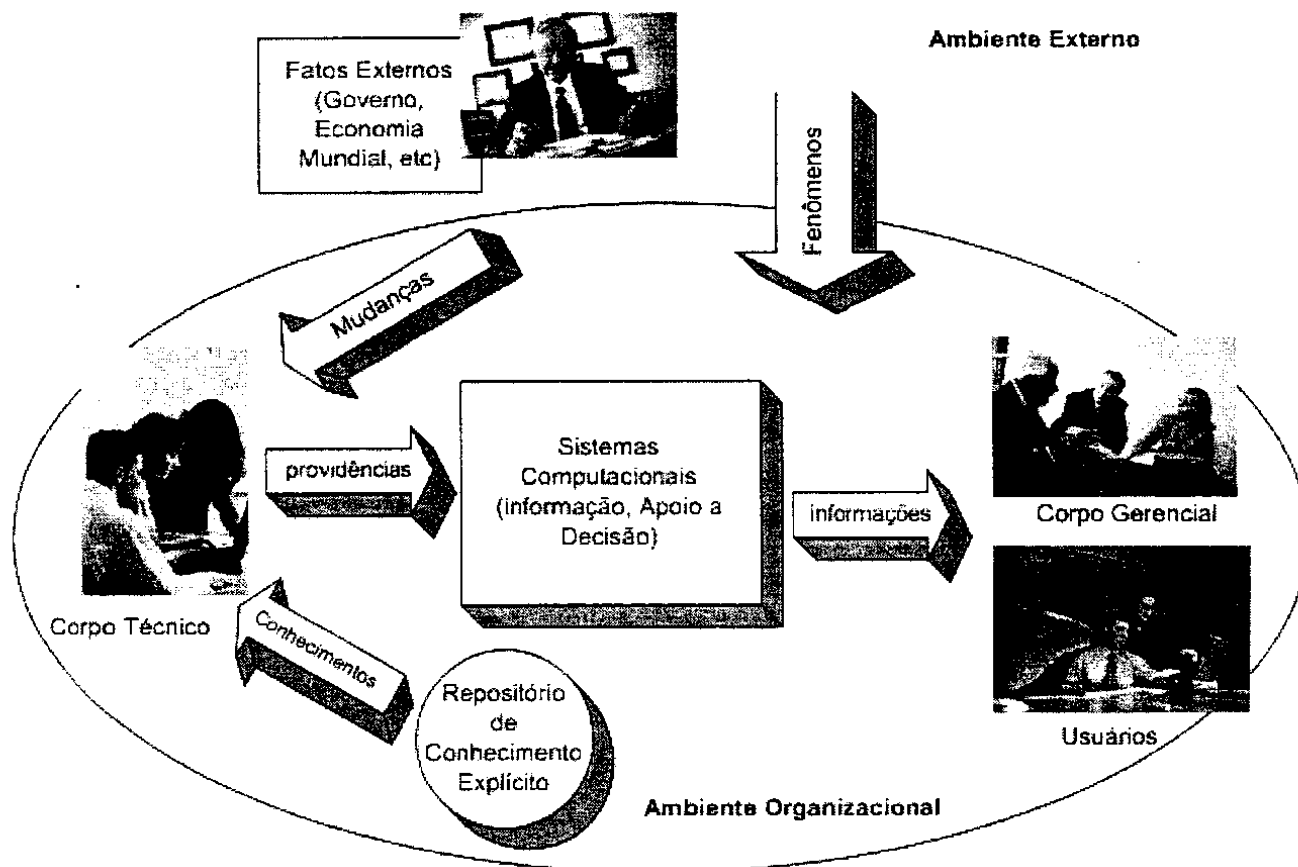 Ambiente Externo
Fatos Externos
(Governo,
Economia
Mundial, etc)
Fenômenos
Mudanças
providências
Sistemas
Computacionais
(informação, Apoio a
Decisão)
informações
Corpo Gerencial
Corpo Técnico
Conhecimentos
Repositório
de
Conhecimento
Explícito
Usuários
Ambiente Organizacional